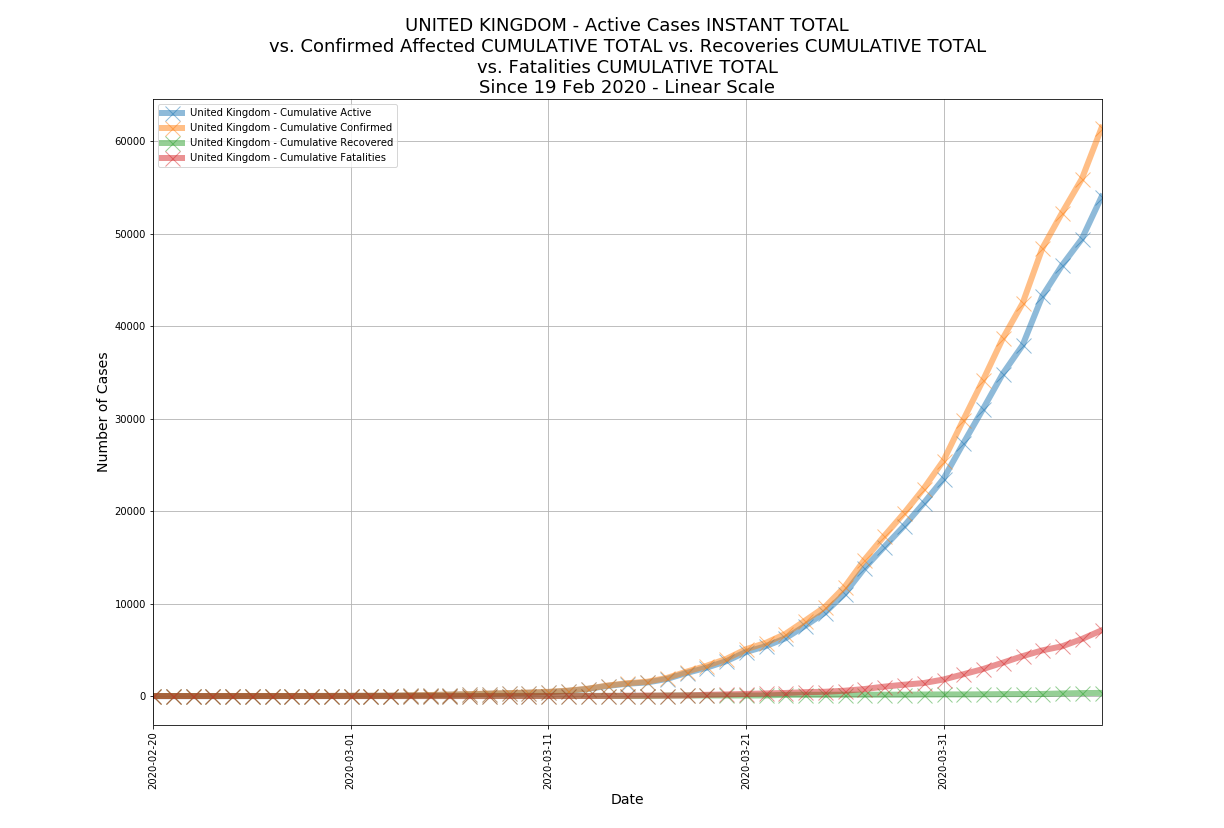 UNITED KINGDOM - Active Cases INSTANT TOTAL
vs. Confirmed Affected CUMULATIVE TOTAL vs. Recoveries CUMULATIVE TOTAL
vs. Fatalities CUMULATIVE TOTAL
Since 19 Feb 2020 - Linear Scale
United Kingdom - Cumulative Active
United Kingdom - Cumulative Confirmed
United Kingdom - Cumulative Recovered
United Kingdom - Cumulative Fatalities
60000
50000
40000
30000
20000
10000
0
Number of Cases
2020-02-20
2020-03-01
2020-03-11
2020-03-21
2020-03-31
Date